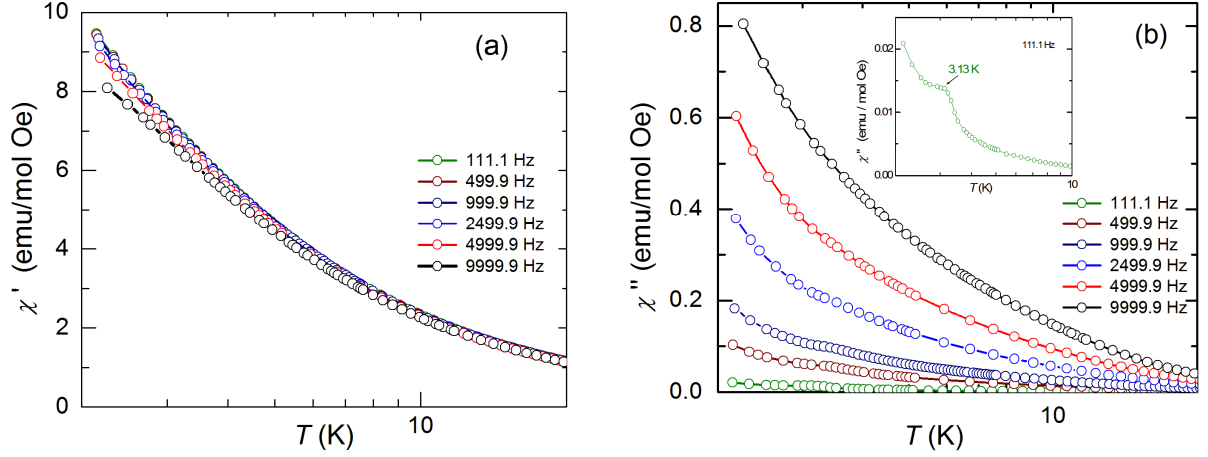 (a)
10
8
6
4
2
0
χ ' (emu/mol Oe)
10
T (K)
111.1 Hz
499.9 Hz
999.9 Hz
2499.9 Hz
4999.9 Hz
9999.9 Hz
(b)
0.8
0.6
0.4
0.2
0.0
χ " (emu/mol Oe)
10
T (K)
111.1 Hz
3.13 K
0.02
0.01
0.00
χ" (emu / mol Oe)
T (K)
10
111.1 Hz
499.9 Hz
999.9 Hz
2499.9 Hz
4999.9 Hz
9999.9 Hz